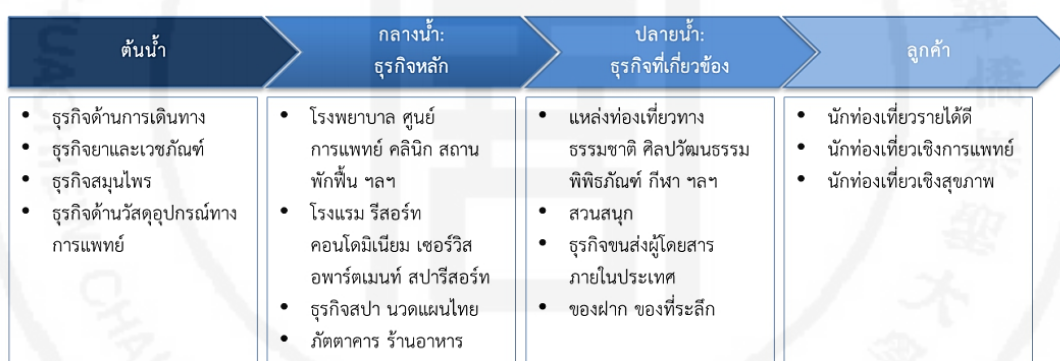 ต้นน้ำ
กลางน้ำ:
ธุรกิจหลัก
ปลายน้ำ:
ธุรกิจที่เกี่ยวข้อง
ลูกค้า
• ธุรกิจด้านการเดินทาง
• ธุรกิจยาและเวชภัณฑ์
• ธุรกิจสมุนไพร
• ธุรกิจด้านวัสดุอุปกรณ์ทาง
การแพทย์
• โรงพยาบาล ศูนย์
การแพทย์ คลินิก สถาน
พักฟื้น ฯลฯ
• โรงแรม รีสอร์ท
คอนโดมิเนียม เซอร์วิส
อพาร์ตเมนท์ สปารีสอร์ท
• ธุรกิจสปา นวดแผนไทย
• ภัตตาคาร ร้านอาหาร
• แหล่งท่องเที่ยวทาง
ธรรมชาติ ศิลปวัฒนธรรม
พิพิธภัณฑ์ กีฬา ฯลฯ
• สวนสนุก
• ธุรกิจขนส่งผู้โดยสาร
ภายในประเทศ
• ของฝาก ของที่ระลึก
• นักท่องเที่ยวรายได้ดี
• นักท่องเที่ยวเชิงการแพทย์
• นักท่องเที่ยวเชิงสุขภาพ